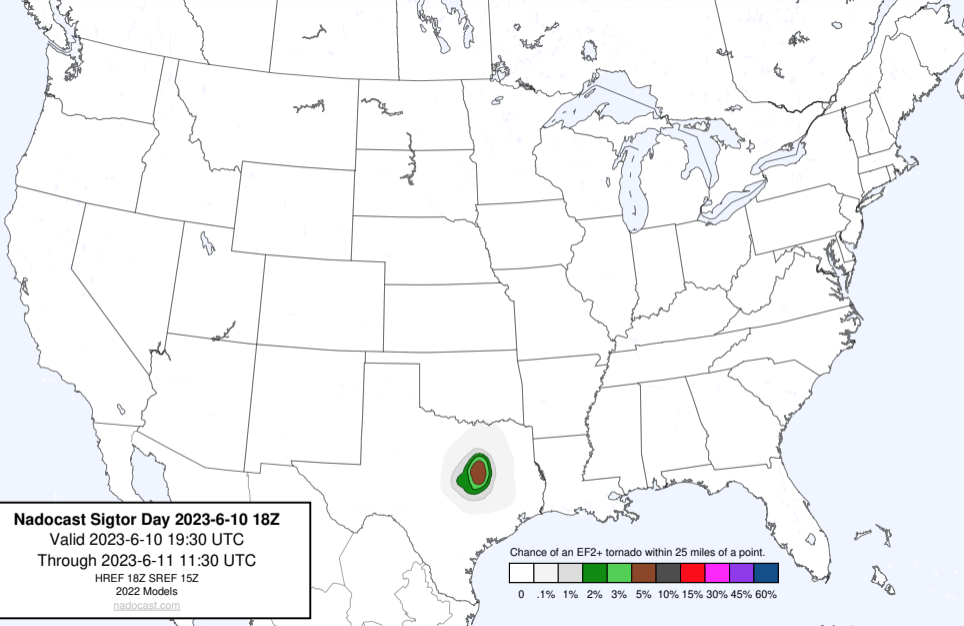 Nadocast Sigtor Day 2023-6-10 18Z
Valid 2023-6-10 19:30 UTC
Through 2023-6-11 11:30 UTC
HREF 18Z SREF 15Z
2022 Models
nadocast.com
Chance of an EF2+ tornado within 25 miles of a point.
0 .1% 1% 2% 3% 5% 10% 15% 30% 45% 60%